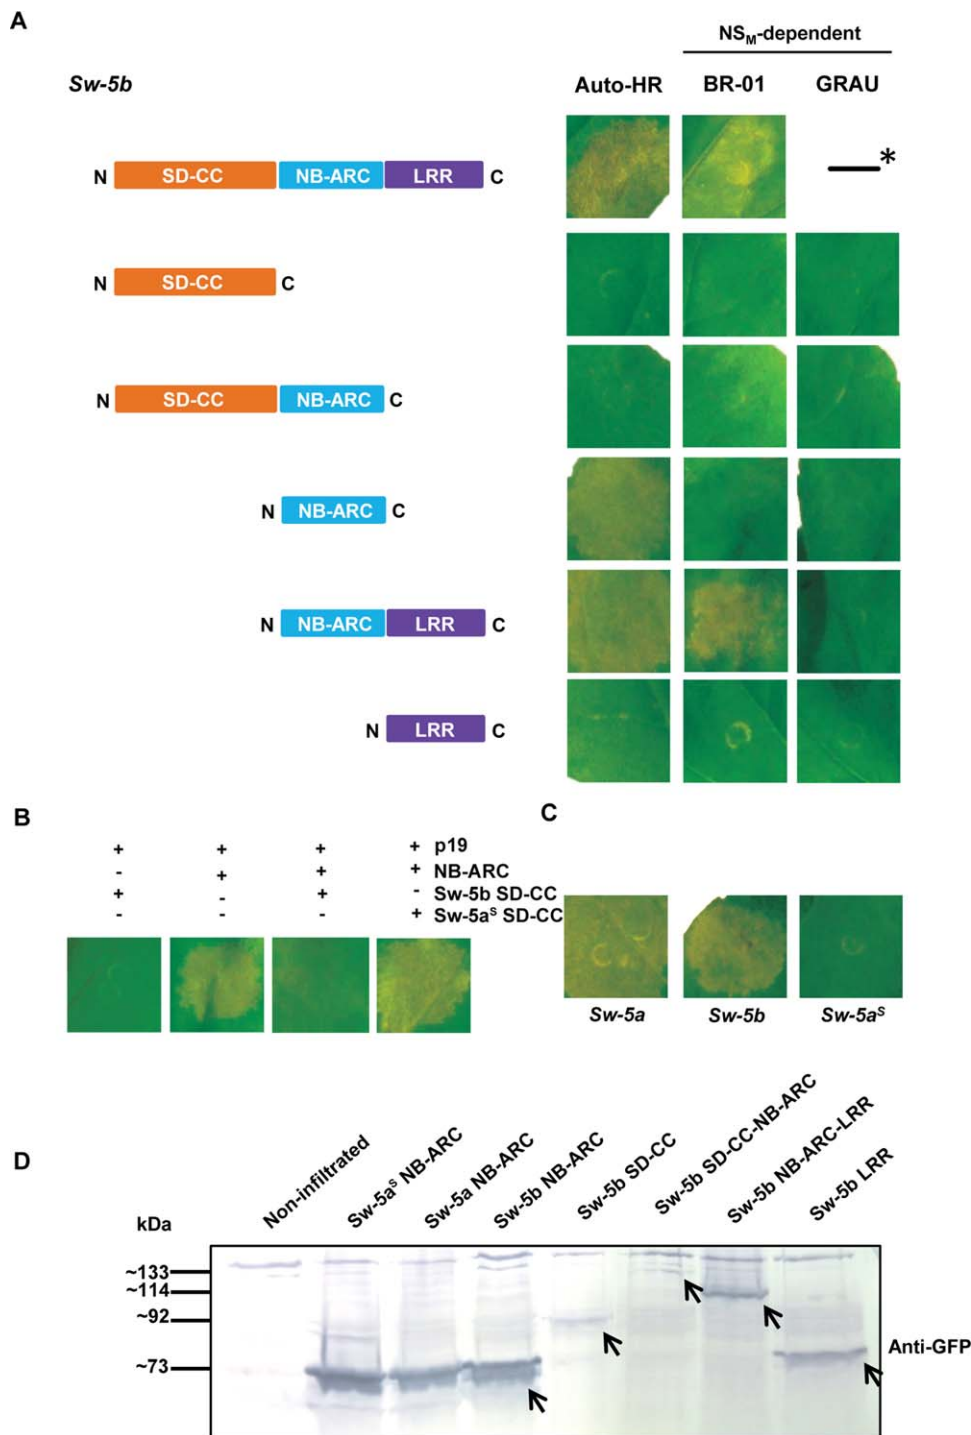 A
NSM-dependent
Sw-5b
Auto-HR BR-01 GRAU
N SD-CC NB-ARC LRR C
*
N SD-CC C
N SD-CC NB-ARC C
N NB-ARC C
N NB-ARC LRR C
N LRR C
B
+ + + + p19
- + + + NB-ARC
+ - + - Sw-5b SD-CC
- - - + Sw-5aS SD-CC
C
Sw-5a Sw-5b Sw-5aS
D
Non-infiltrated
Sw-5aS NB-ARC
Sw-5a NB-ARC
Sw-5b NB-ARC
Sw-5b SD-CC
Sw-5b SD-CC-NB-ARC
Sw-5b NB-ARC-LRR
Sw-5b LRR
kDa
~133
~114
~92
~73
Anti-GFP